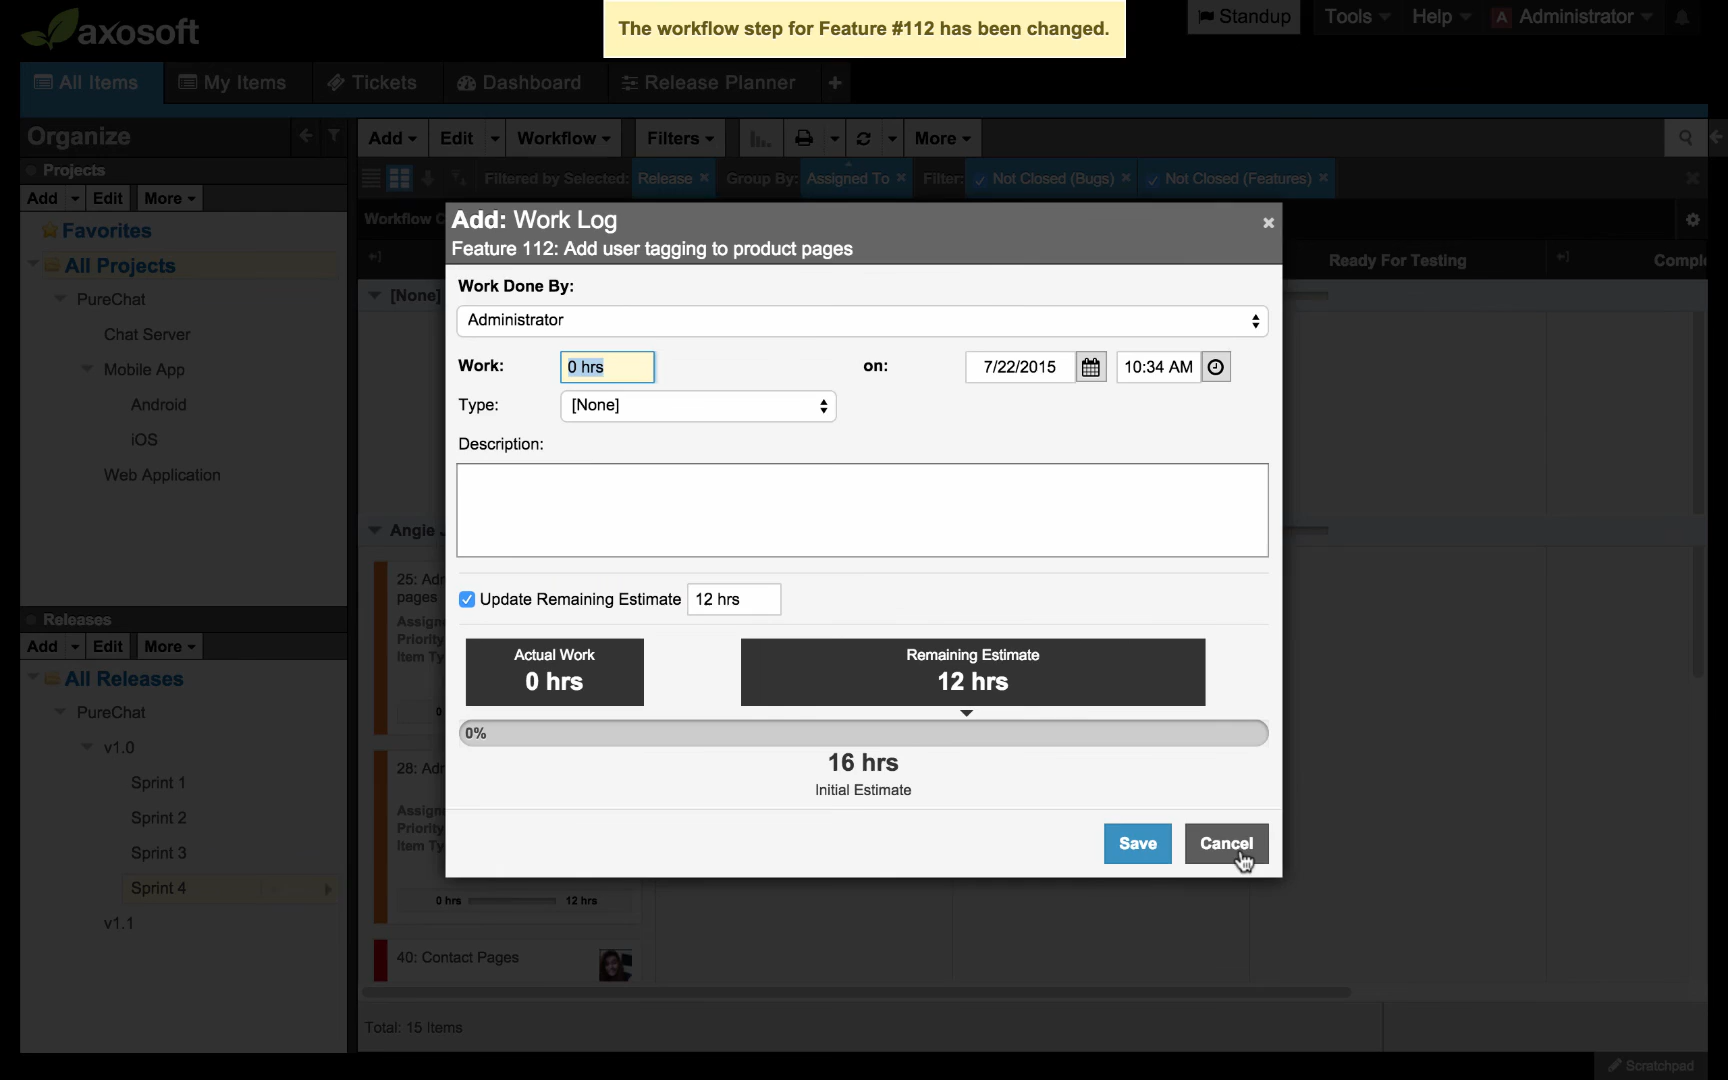 axosoft
The workflow step for Feature #112 has been changed.
Standup
Tools
Help
A Administrator
All Items
My Items
Tickets
Dashboard
Release Planner
+
Organize
Add
Edit
Workflow
Filters
More
Projects
Filtered by Selected: Release × Group By: Assigned To × Filter: Not Closed (Bugs) × Not Closed (Features) ×
Add
Edit
More
Workflow
Favorites
All Projects
PureChat
Chat Server
Mobile App
Android
iOS
Web Application
Ready For Testing
[None]
Angie
25:
pages
Priority
Item
28:
Priority
Item
0 hrs
12 hrs
40: Contact Pages
Total: 15 Items
Releases
Add
Edit
More
All Releases
PureChat
v1.0
Sprint 1
Sprint 2
Sprint 3
Sprint 4
v1.1
Scratchpad
Add: Work Log
Feature 112: Add user tagging to product pages
Work Done By:
Administrator
Work: 0 hrs on: 7/22/2015 10:34 AM
Type: [None]
Description:
Update Remaining Estimate 12 hrs
Actual Work
0 hrs
Remaining Estimate
12 hrs
0%
16 hrs
Initial Estimate
Save
Cancel